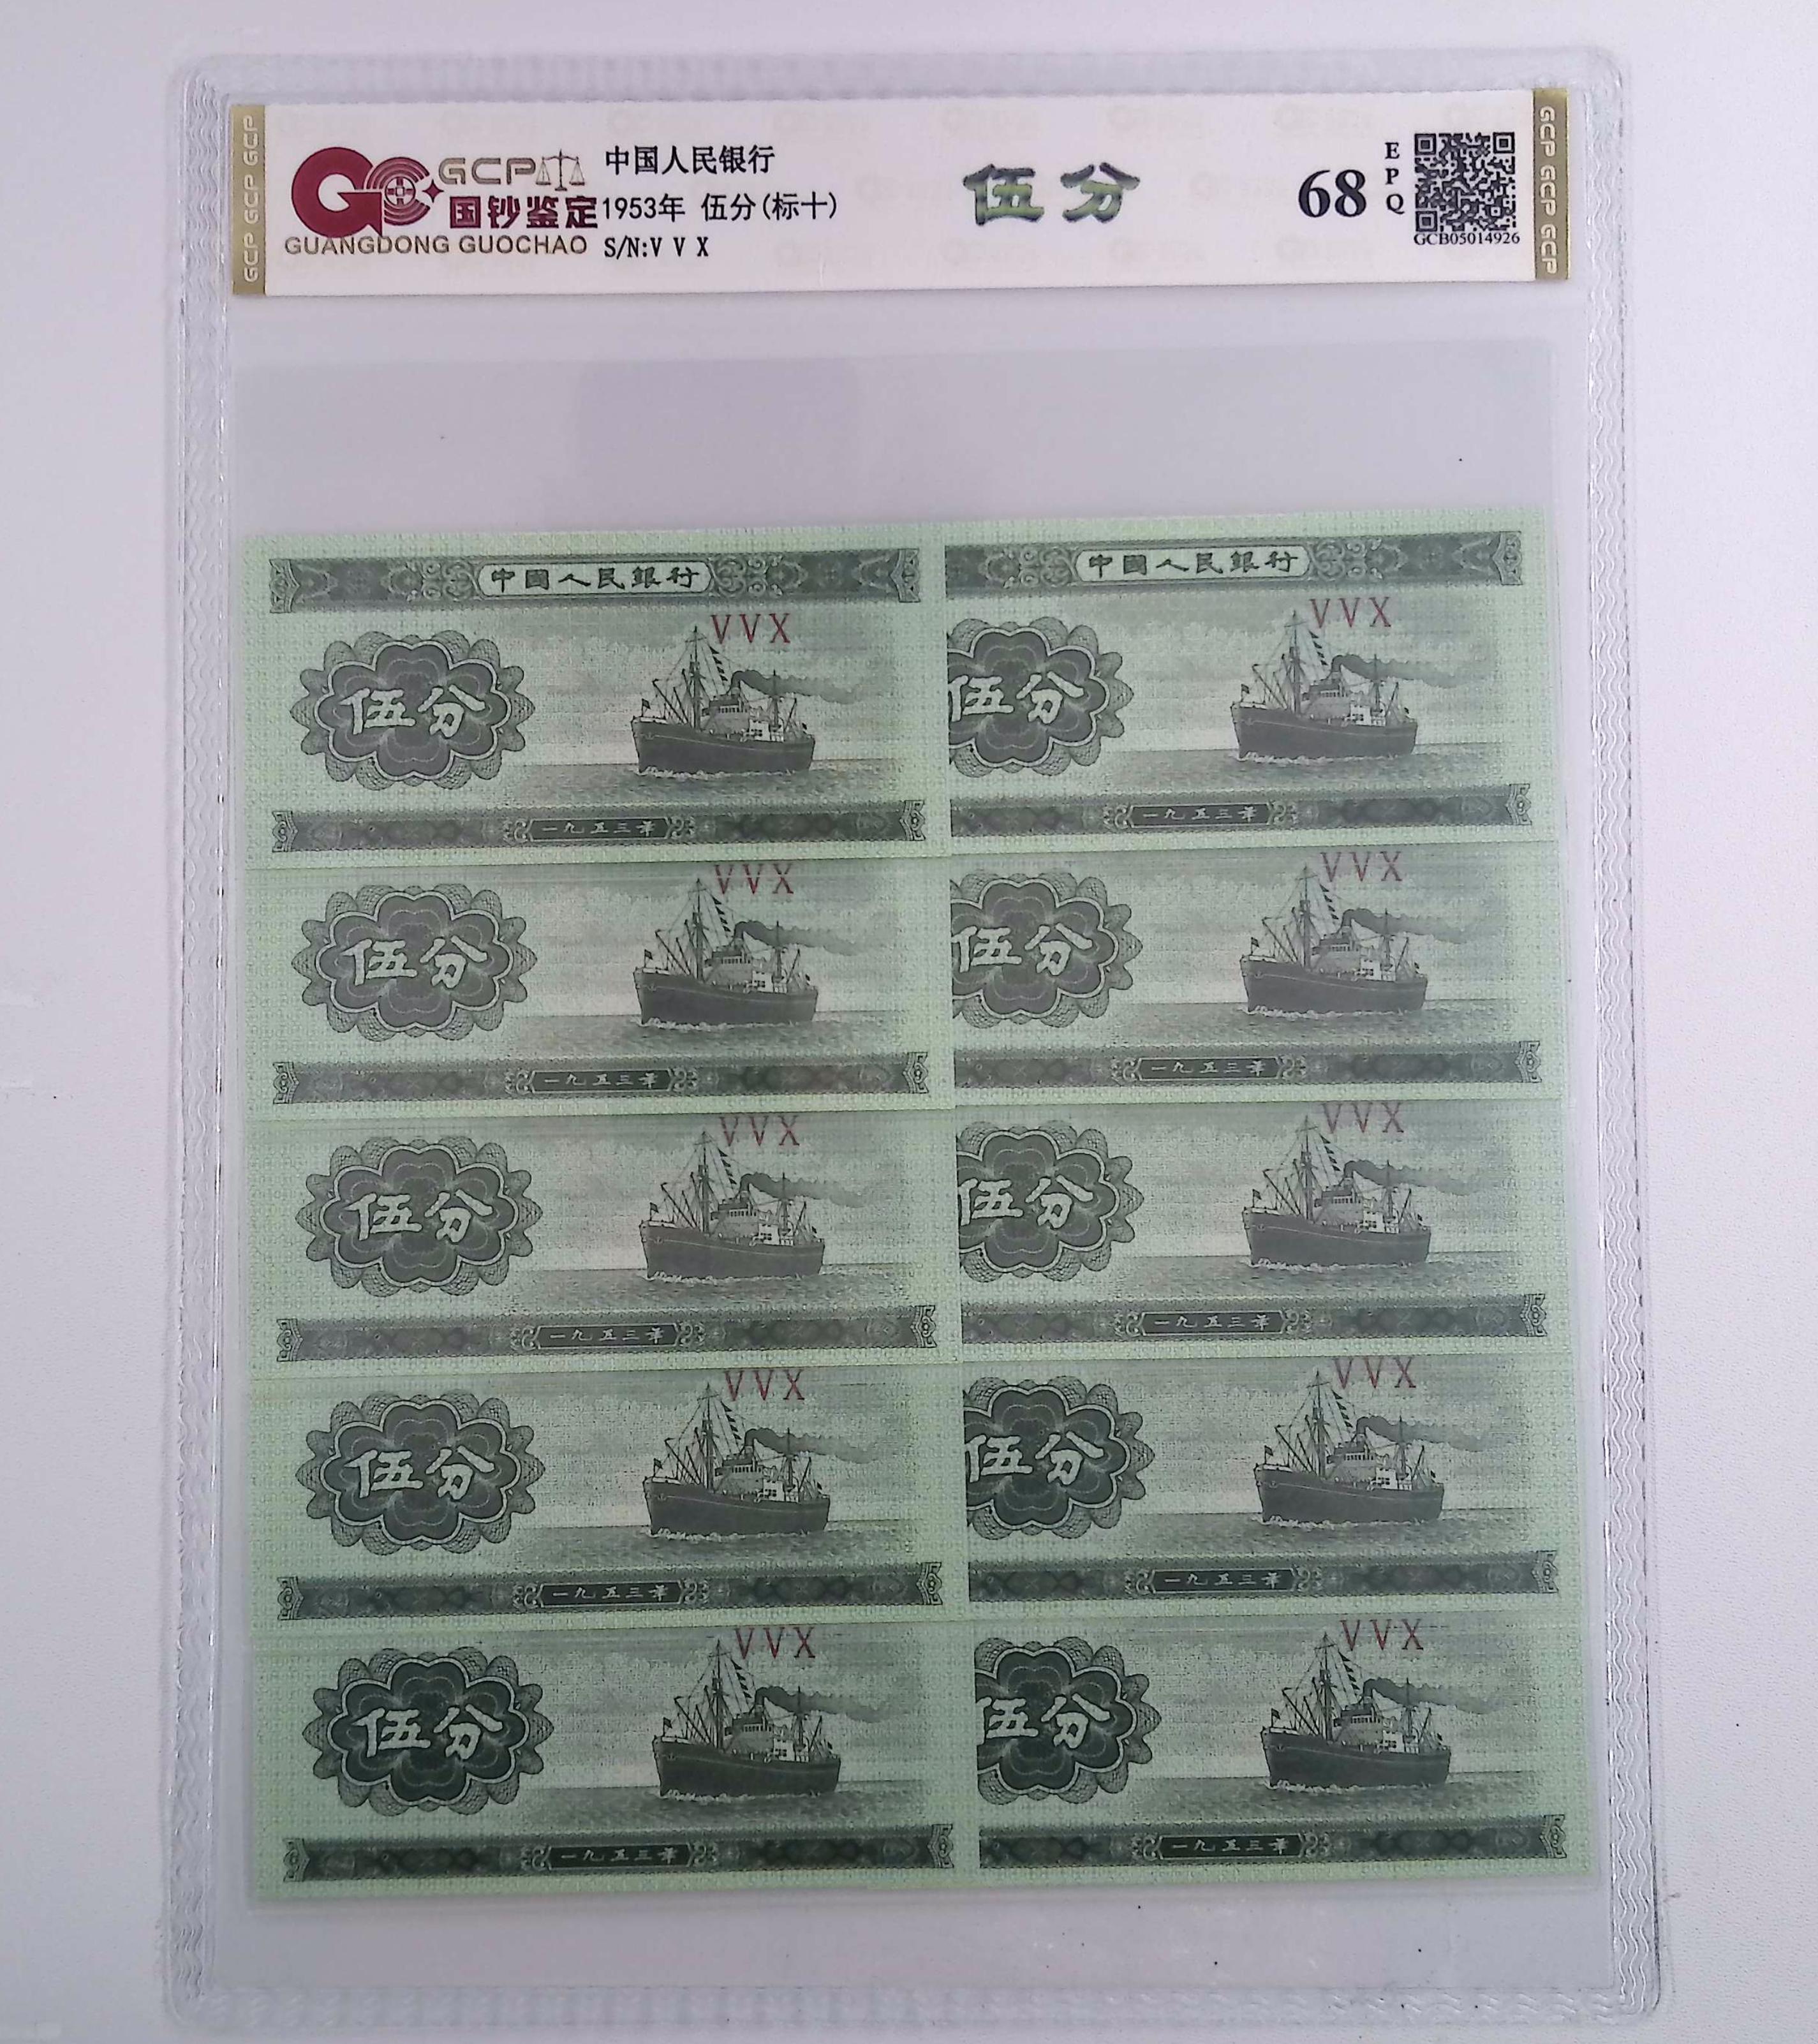 GCP GCP GCP
GCP
国钞鉴定
GUANGDONG GUOCHAO
中国人民银行
1953年 伍分(标十)
S/N:V V X
伍分
68
EPQ
GCB05014926
GCP GCP GCP
中國人民銀行
中國人民銀行
VVX
VVX
伍分
伍分
一九五三年
一九五三年
VVX
VVX
伍分
伍分
一九五三年
一九五三年
VVX
VVX
伍分
伍分
一九五三年
一九五三年
VVX
VVX
伍分
伍分
一九五三年
一九五三年
VVX
VVX
伍分
伍分
一九五三年
一九五三年